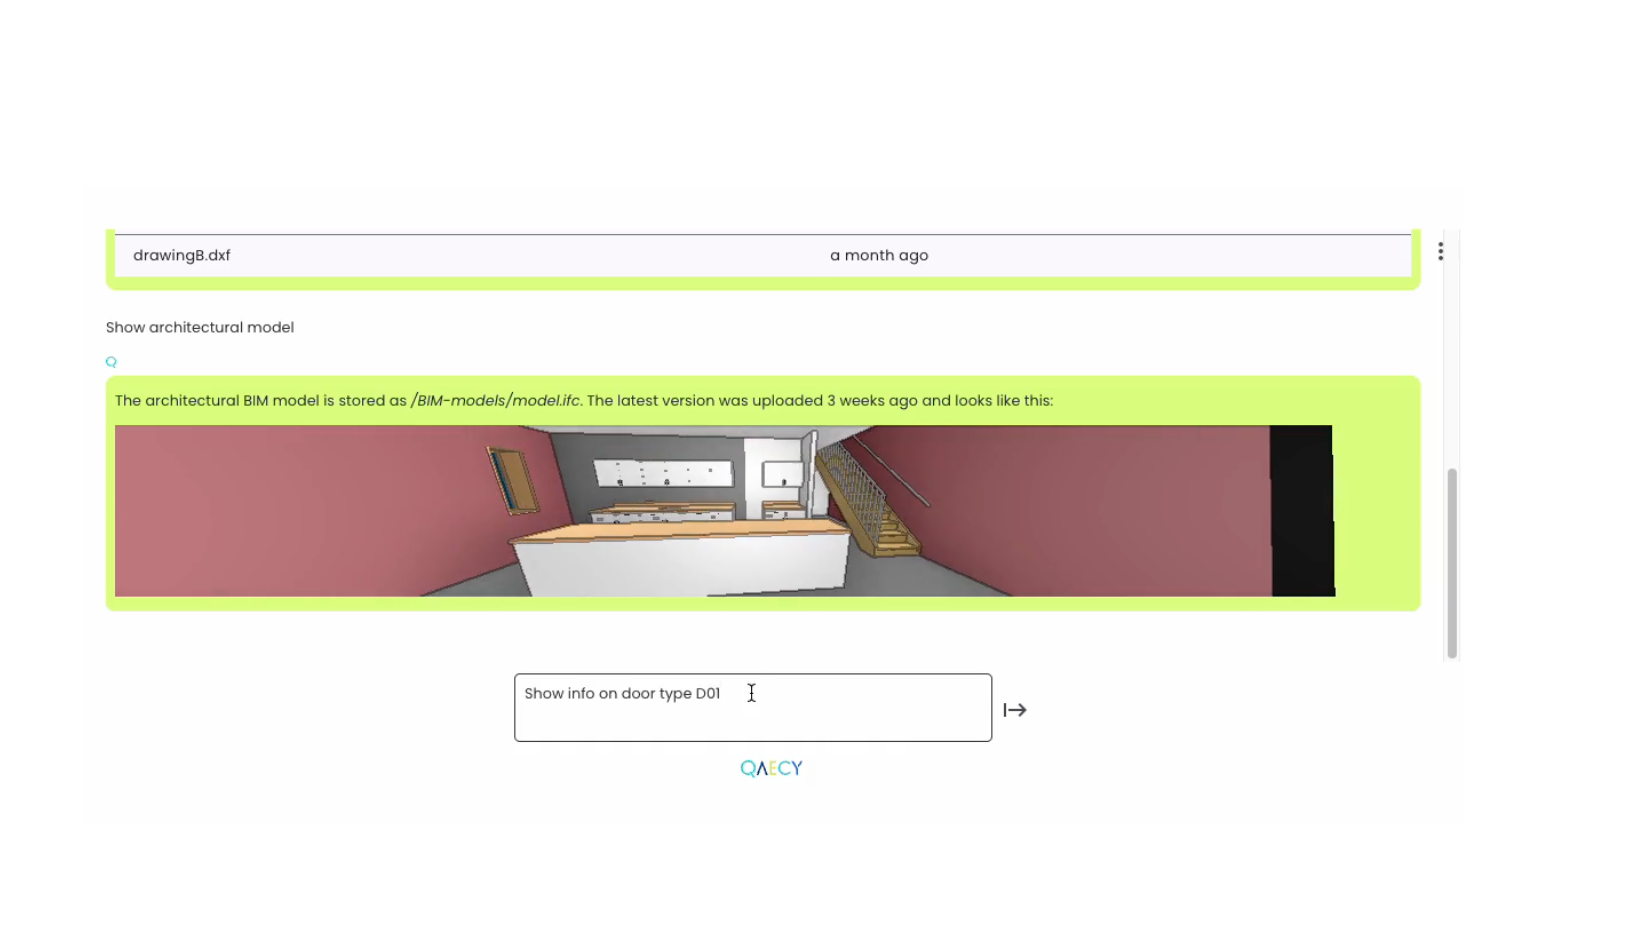 drawingB.dxf a month ago
Show architectural model
Q
The architectural BIM model is stored as /BIM-models/model.ifc. The latest version was uploaded 3 weeks ago and looks like this:
Show info on door type D01
QAECY